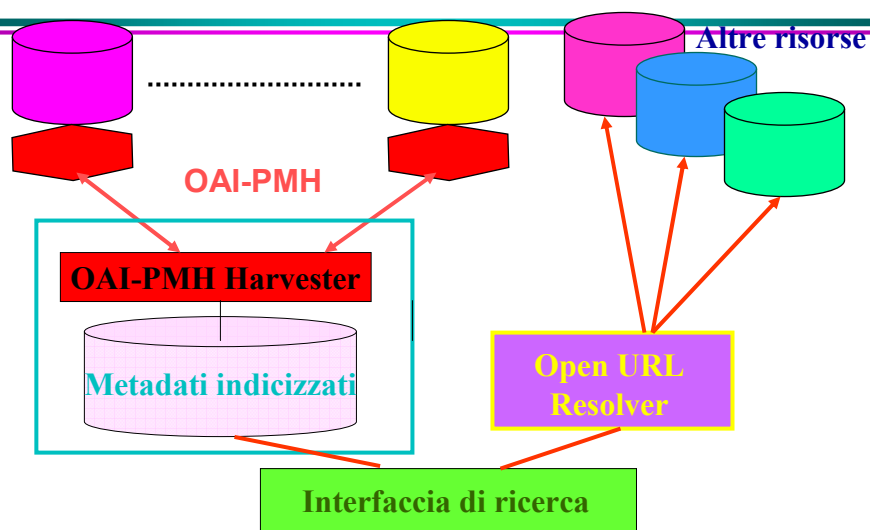 Altre risorse
OAI-PMH
OAI-PMH Harvester
Metadati indicizzati
Open URL
Resolver
Interfaccia di ricerca